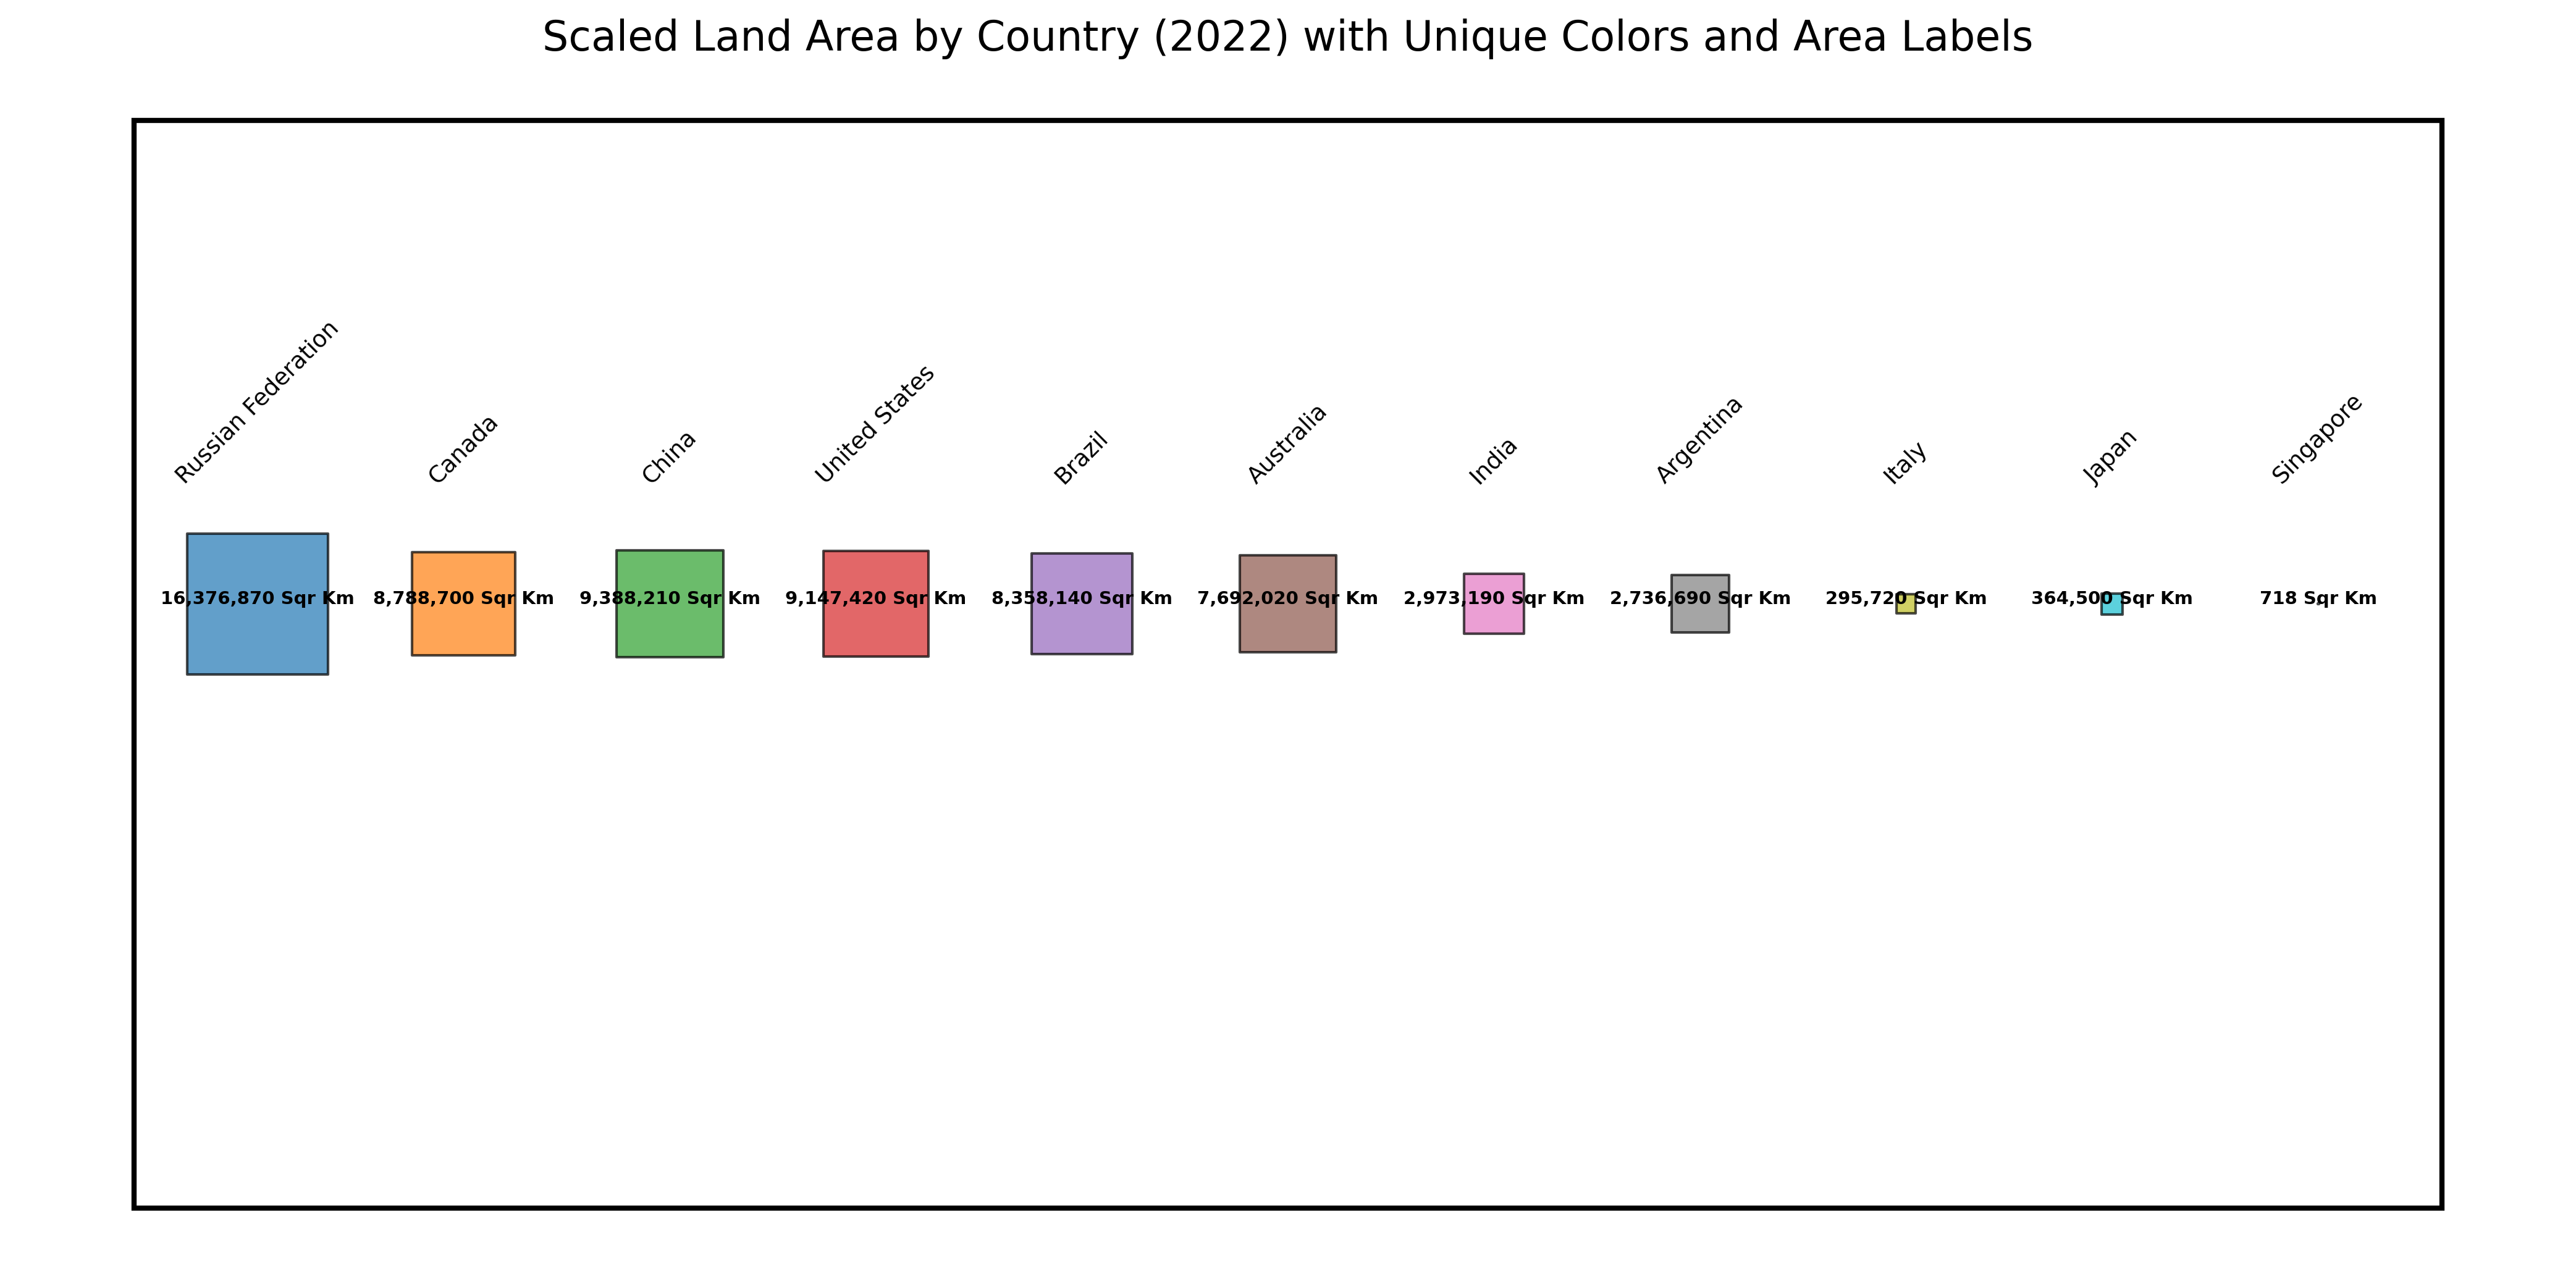 Scaled Land Area by Country (2022) with Unique Colors and Area Labels
Russian Federation
Canada
China
United States
Brazil
Australia
India
Argentina
Italy
Japan
Singapore
16,376,870 Sqr Km
8,788,700 Sqr Km
9,388,210 Sqr Km
9,147,420 Sqr Km
8,358,140 Sqr Km
7,692,020 Sqr Km
2,973,190 Sqr Km
2,736,690 Sqr Km
295,720 Sqr Km
364,500 Sqr Km
718 Sqr Km